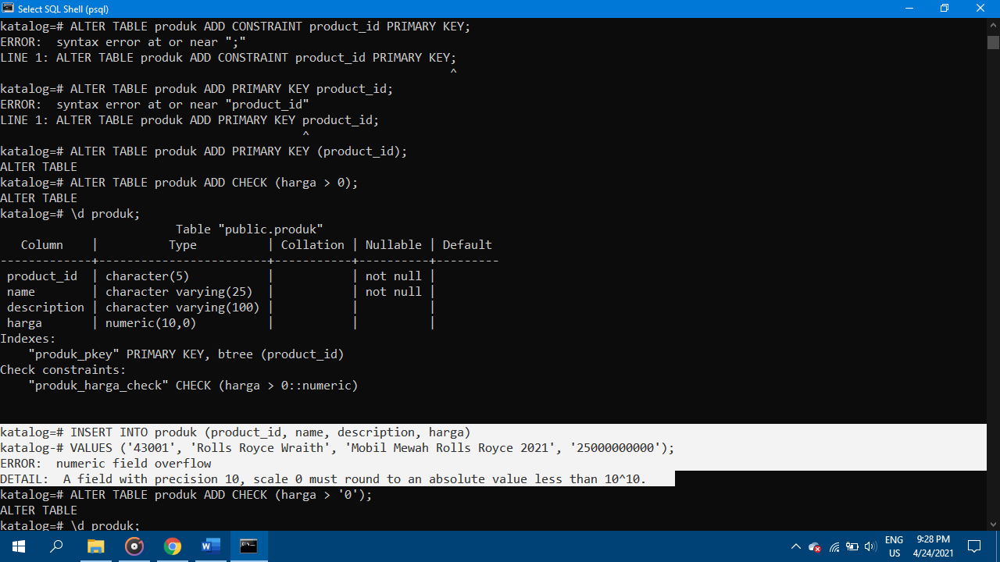 Select SQL Shell (psql)
katalog=# ALTER TABLE produk ADD CONSTRAINT product_id PRIMARY KEY;
ERROR:  syntax error at or near ";"
LINE 1: ALTER TABLE produk ADD CONSTRAINT product_id PRIMARY KEY;
                                                                ^
katalog=# ALTER TABLE produk ADD PRIMARY KEY product_id;
ERROR:  syntax error at or near "product_id"
LINE 1: ALTER TABLE produk ADD PRIMARY KEY product_id;
                                           ^
katalog=# ALTER TABLE produk ADD PRIMARY KEY (product_id);
ALTER TABLE
katalog=# ALTER TABLE produk ADD CHECK (harga > 0);
ALTER TABLE
katalog=# \d produk;
                         Table "public.produk"
   Column    |          Type          | Collation | Nullable | Default
-------------+------------------------+-----------+----------+---------
 product_id  | character(5)           |           | not null |
 name        | character varying(25)  |           | not null |
 description | character varying(100) |           |          |
 harga       | numeric(10,0)          |           |          |
Indexes:
    "produk_pkey" PRIMARY KEY, btree (product_id)
Check constraints:
    "produk_harga_check" CHECK (harga > 0::numeric)
katalog=# INSERT INTO produk (product_id, name, description, harga)
katalog-# VALUES ('43001', 'Rolls Royce Wraith', 'Mobil Mewah Rolls Royce 2021', '25000000000');
ERROR:  numeric field overflow
DETAIL:  A field with precision 10, scale 0 must round to an absolute value less than 10^10.
katalog=# ALTER TABLE produk ADD CHECK (harga > '0');
ALTER TABLE
katalog=# \d produk;
ENG
US
9:28 PM
4/24/2021